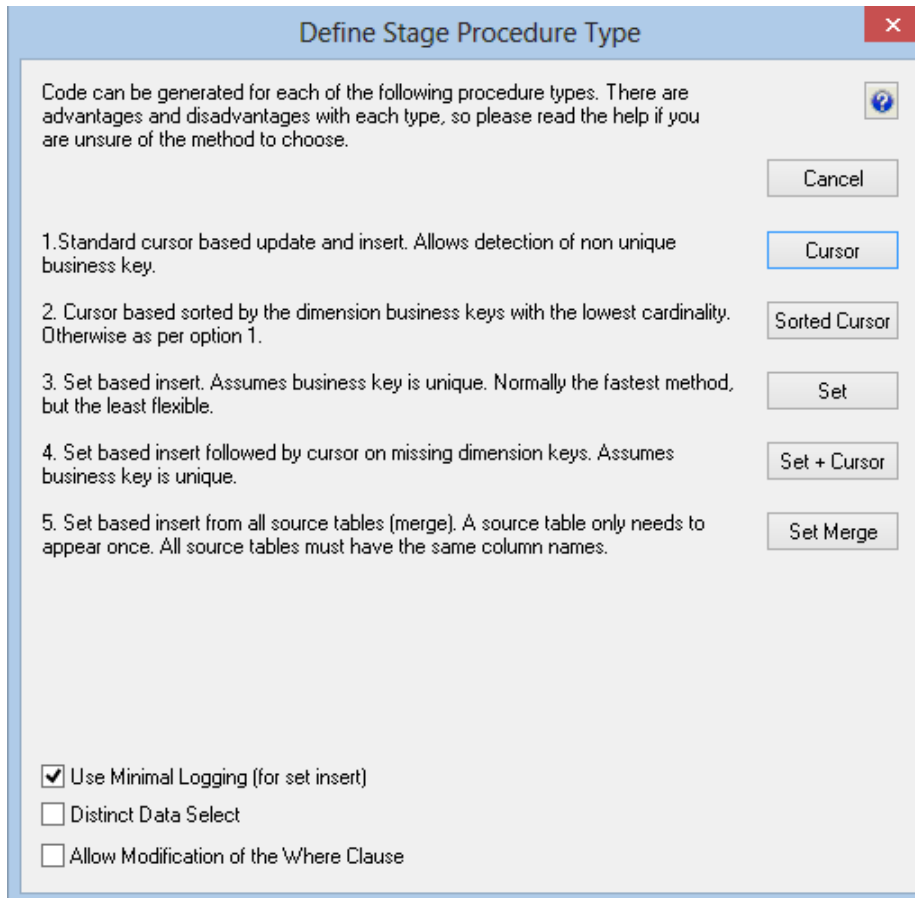 Define Stage Procedure Type
Code can be generated for each of the following procedure types. There are
advantages and disadvantages with each type, so please read the help if you
are unsure of the method to choose.
Cancel
1.Standard cursor based update and insert. Allows detection of non unique
business key.
Cursor
2. Cursor based sorted by the dimension business keys with the lowest cardinality.
Otherwise as per option 1.
Sorted Cursor
3. Set based insert. Assumes business key is unique. Normally the fastest method,
but the least flexible.
Set
4. Set based insert followed by cursor on missing dimension keys. Assumes
business key is unique.
Set + Cursor
5. Set based insert from all source tables (merge). A source table only needs to
appear once. All source tables must have the same column names.
Set Merge
Use Minimal Logging (for set insert)
Distinct Data Select
Allow Modification of the Where Clause